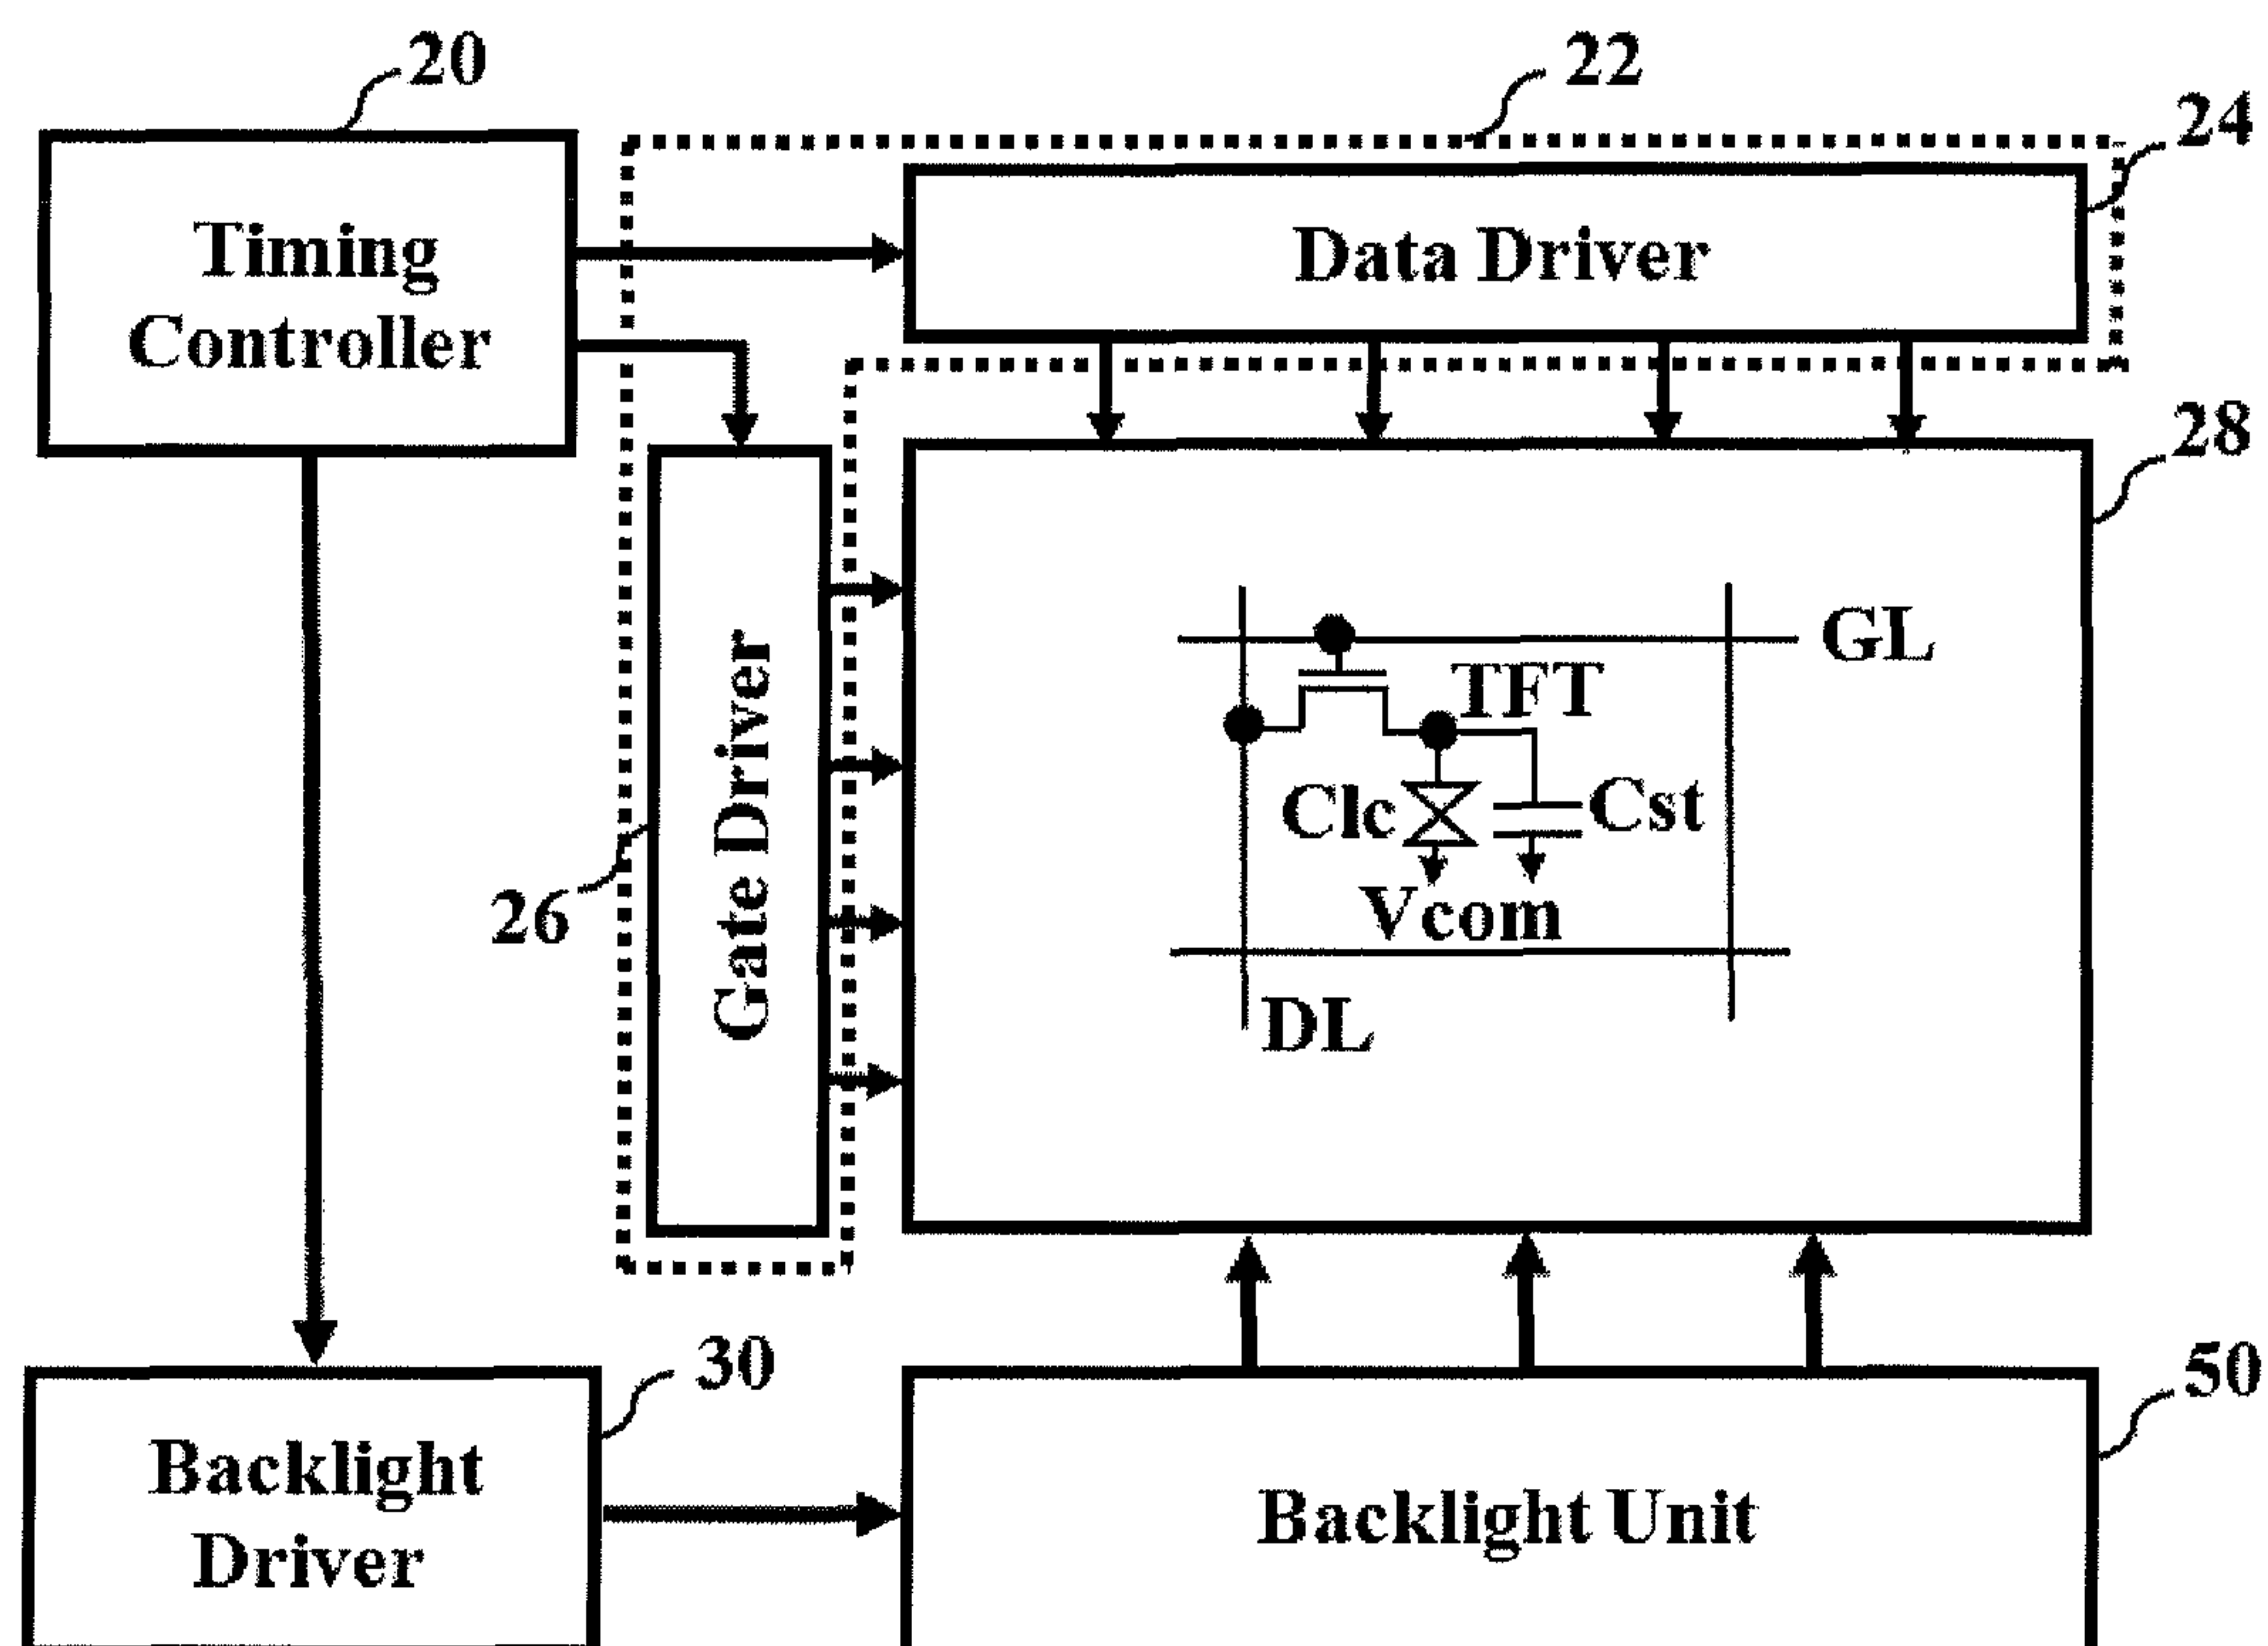 20
22
24
Timing
Controller
Data Driver
28
GL
TFT
Clc
Cst
Vcom
DL
Gate Driver
26
30
50
Backlight
Driver
Backlight Unit